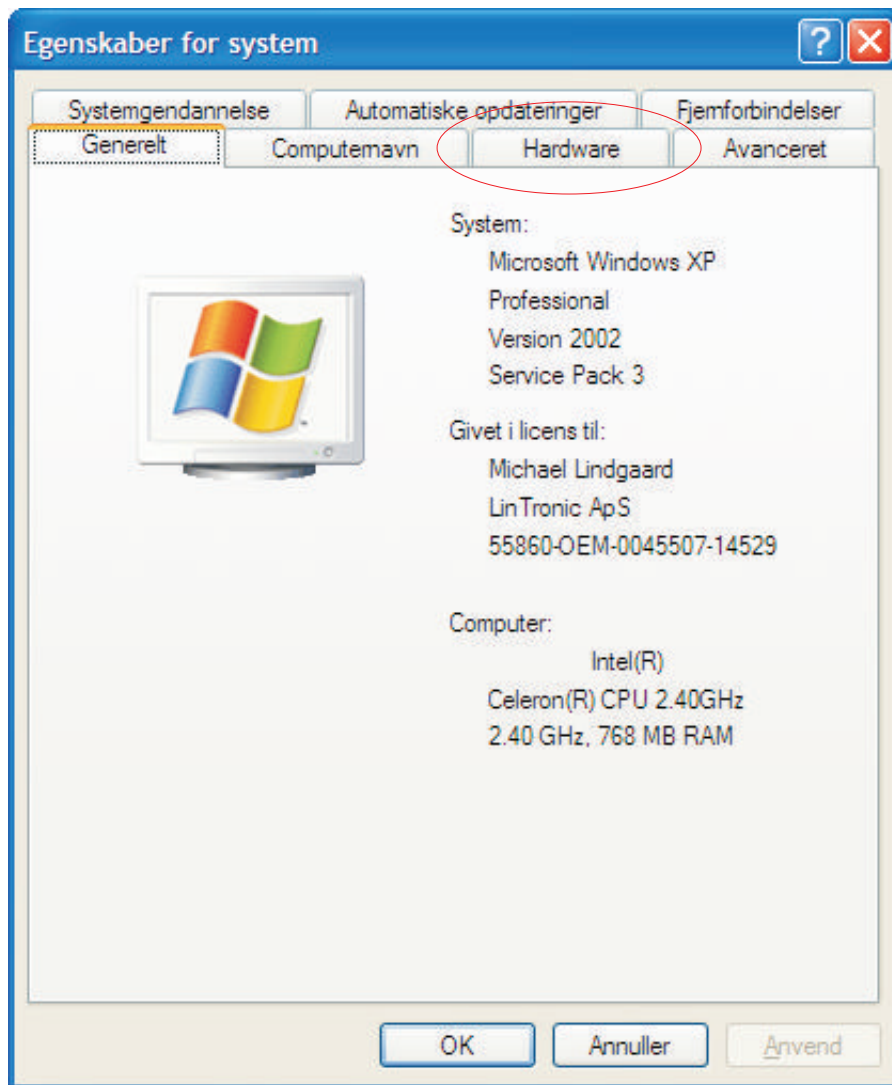 Egenskaber for system
Systemgendannelse
Automatiske opdateringer
Fjernforbindelser
Generelt
Computernavn
Hardware
Avanceret
System:
Microsoft Windows XP
Professional
Version 2002
Service Pack 3
Givet i licens til:
Michael Lindgaard
LinTronic ApS
55860-OEM-0045507-14529
Computer:
Intel(R)
Celeron(R) CPU 2.40GHz
2.40 GHz, 768 MB RAM
OK
Annuller
Anvend